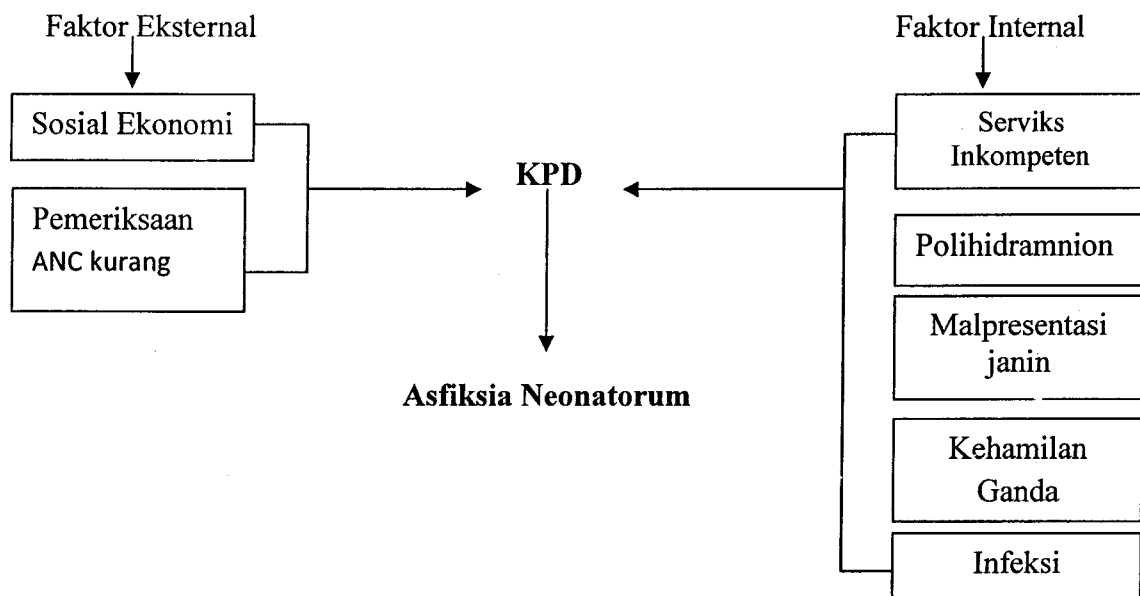 Faktor Eksternal
Faktor Internal
Sosial Ekonomi
Pemeriksaan
ANC kurang
KPD
Asfiksia Neonatorum
Serviks
Inkompeten
Polihidramnion
Malpresentasi
janin
Kehamilan
Ganda
Infeksi